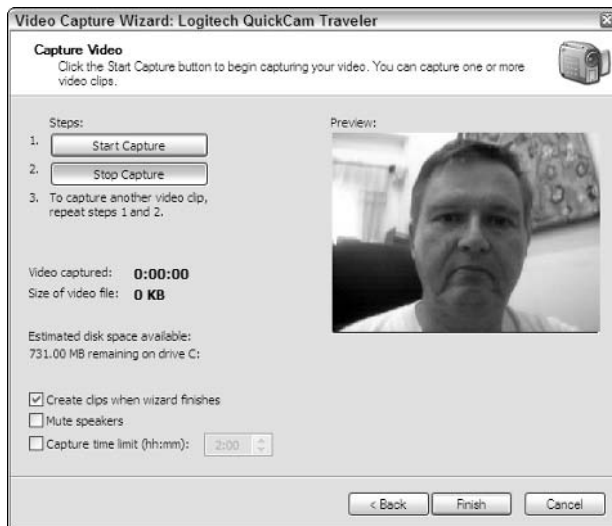 Video Capture Wizard: Logitech QuickCam Traveler
Capture Video
Click the Start Capture button to begin capturing your video. You can capture one or more
video clips.
Steps:
Preview:
1. Start Capture
2. Stop Capture
3. To capture another video clip,
repeat steps 1 and 2.
Video captured: 0:00:00
Size of video file: 0 KB
Estimated disk space available:
731.00 MB remaining on drive C:
Create clips when wizard finishes
Mute speakers
Capture time limit (hh:mm): 2:00
< Back Finish Cancel